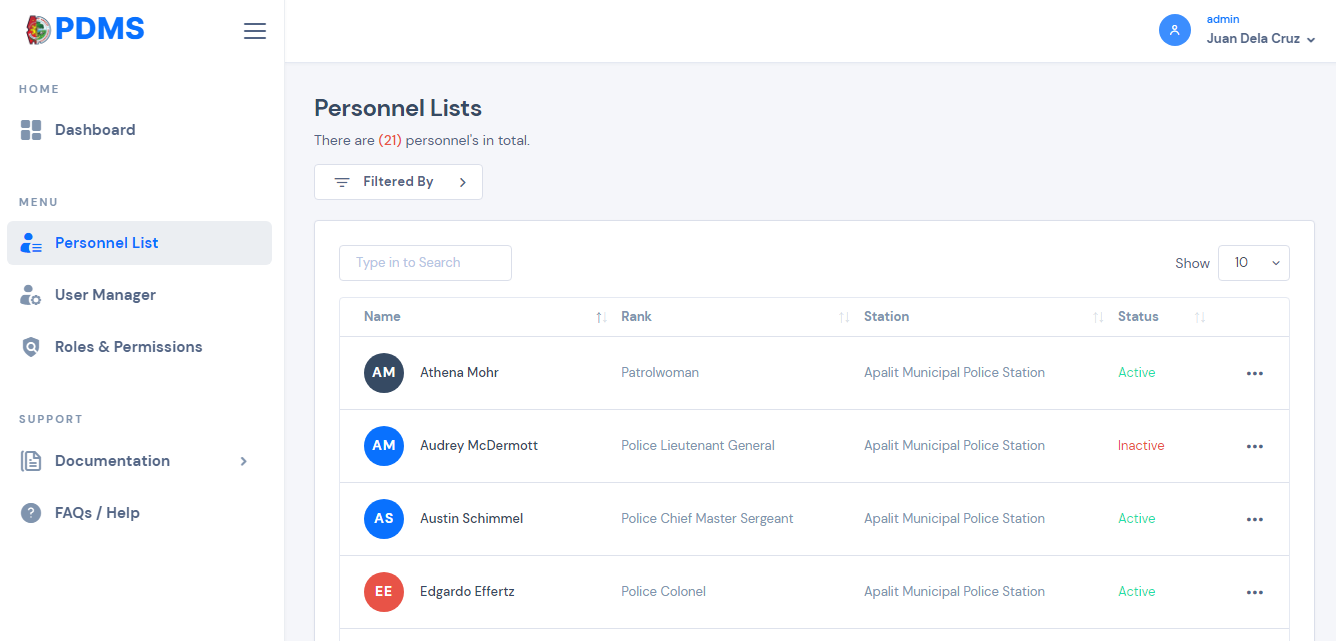 PDMS
admin
Juan Dela Cruz
HOME
Dashboard
MENU
Personnel List
User Manager
Roles & Permissions
SUPPORT
Documentation
FAQs / Help
Personnel Lists
There are (21) personnel's in total.
Filtered By
Type in to Search
Show 10
Name Rank Station Status
AM Athena Mohr Patrolwoman Apalit Municipal Police Station Active
AM Audrey McDermott Police Lieutenant General Apalit Municipal Police Station Inactive
AS Austin Schimmel Police Chief Master Sergeant Apalit Municipal Police Station Active
EE Edgardo Effertz Police Colonel Apalit Municipal Police Station Active